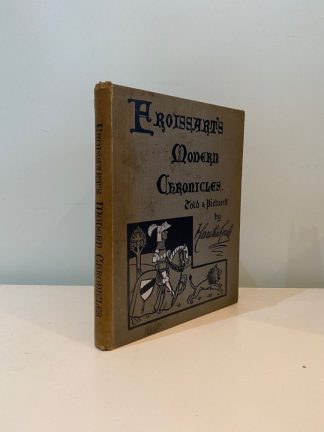 FROISSART'S
MODERN
CHRONICLES.
Told & Pictured
by
FROISSART'S MODERN CHRONICLES